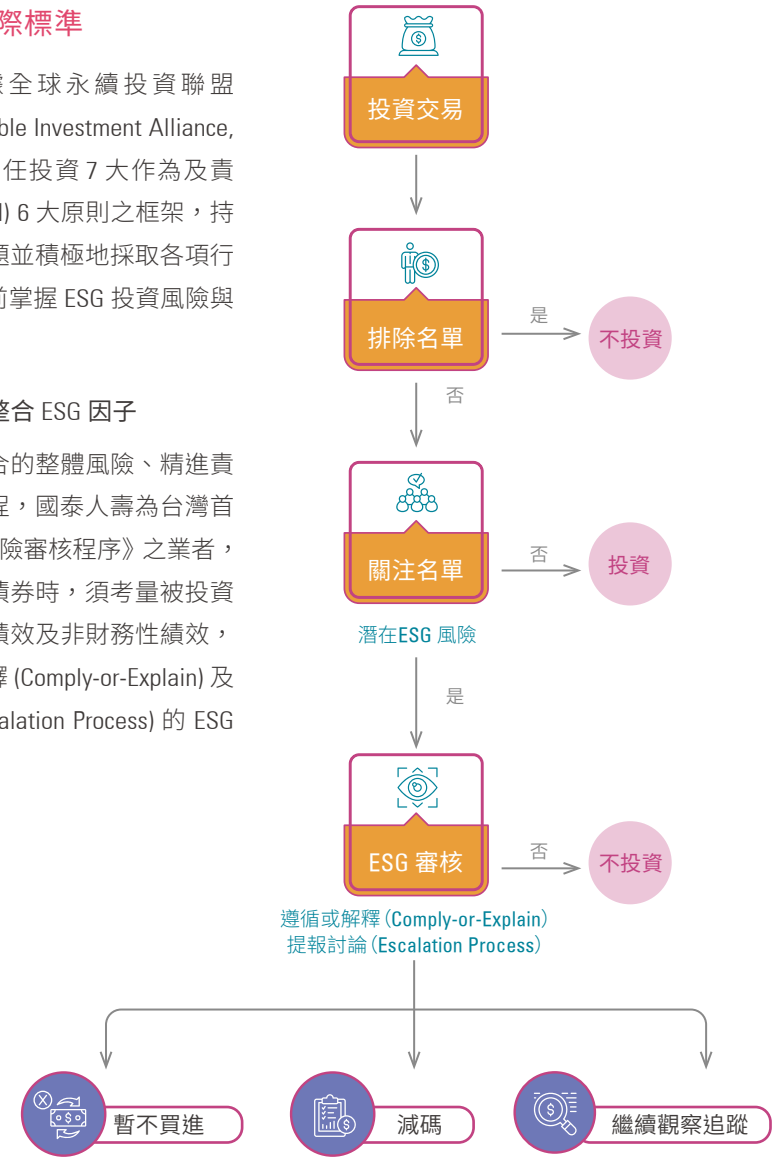 際標準
全球永續投資聯盟
ble Investment Alliance,
任投資 7 大作為及責
) 6 大原則之框架，持
題並積極地採取各項行
前掌握 ESG 投資風險與
整合 ESG 因子
合的整體風險、精進責
程，國泰人壽為台灣首
險審核程序》之業者，
債券時，須考量被投資
績效及非財務性績效，
(Comply-or-Explain) 及
alation Process) 的 ESG
投資交易
排除名單
是
不投資
否
關注名單
否
投資
潛在ESG 風險
是
ESG 審核
否
不投資
遵循或解釋（Comply-or-Explain）
提報討論（Escalation Process）
暫不買進
減碼
繼續觀察追蹤